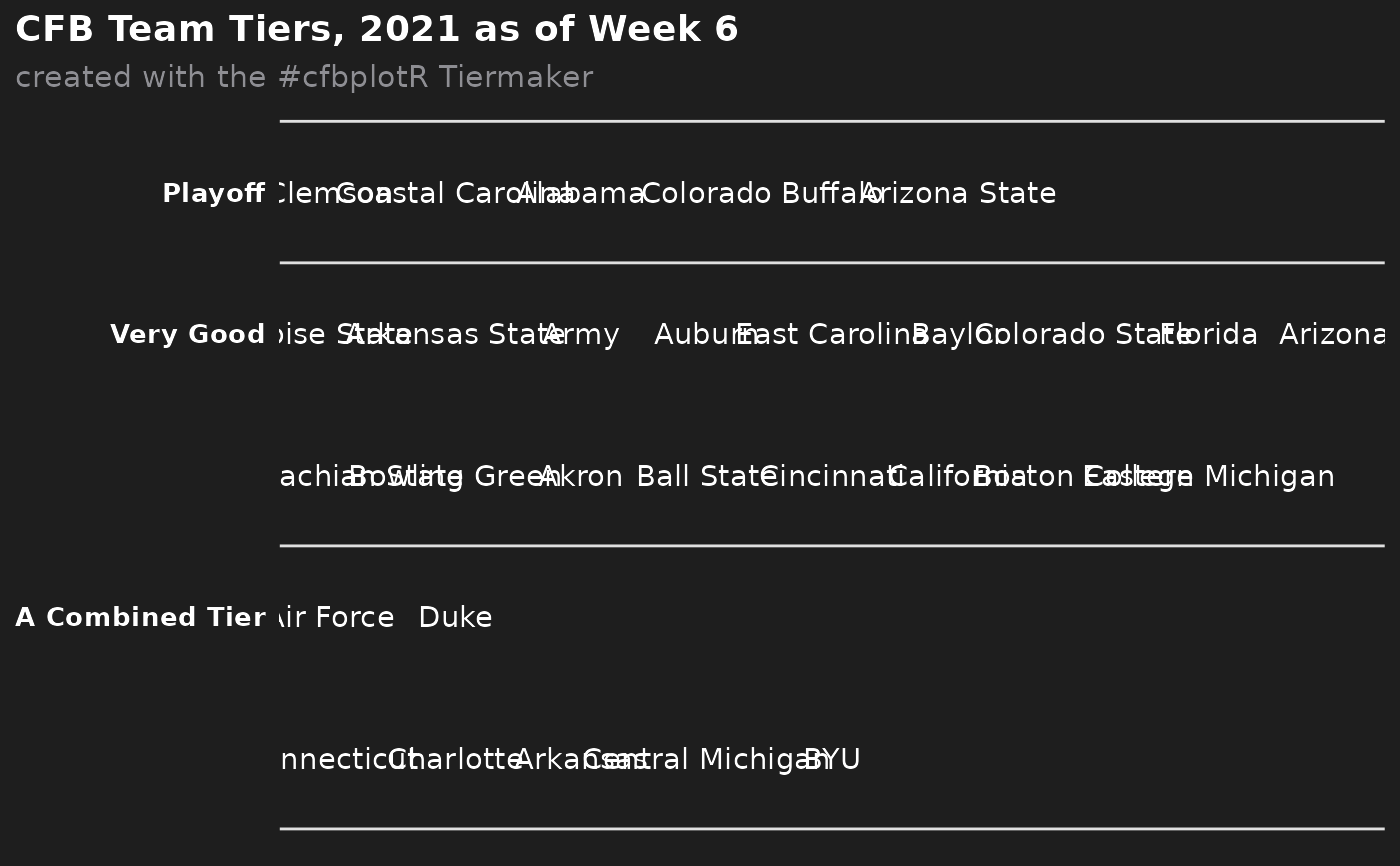 CFB Team Tiers, 2021 as of Week 6
created with the #cfbplotR Tiermaker
Playoff Clemson Coastal Carolina Alabama Colorado Buffalo Arizona State
Very Good oise State Arkansas State Army Auburn East Carolina Baylor Colorado State Florida Arizona
achian State Bowling Green Akron Ball State Cincinnati California Boston College Eastern Michigan
A Combined Tier Air Force Duke
nnecticut Charlotte Arkansas Central Michigan BYU